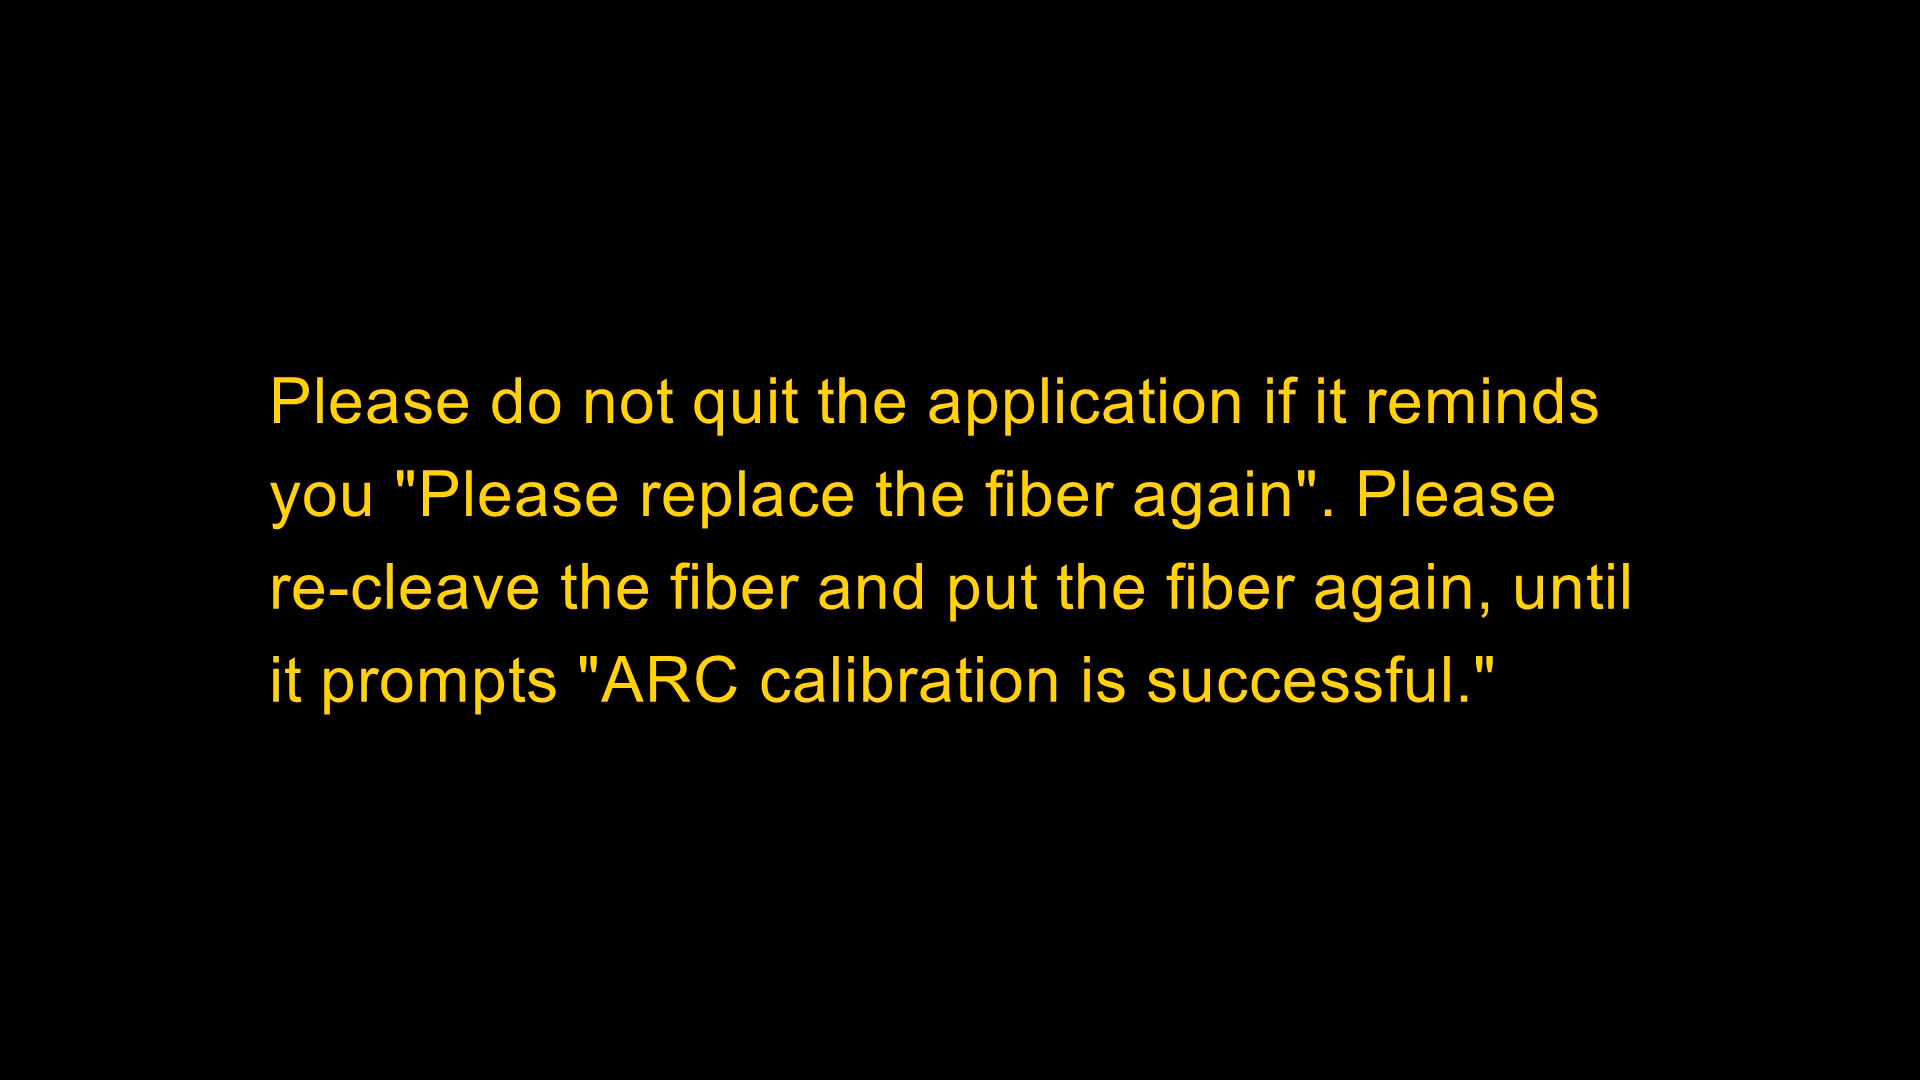 Please do not quit the application if it reminds
you "Please replace the fiber again". Please
re-cleave the fiber and put the fiber again, until
it prompts "ARC calibration is successful."